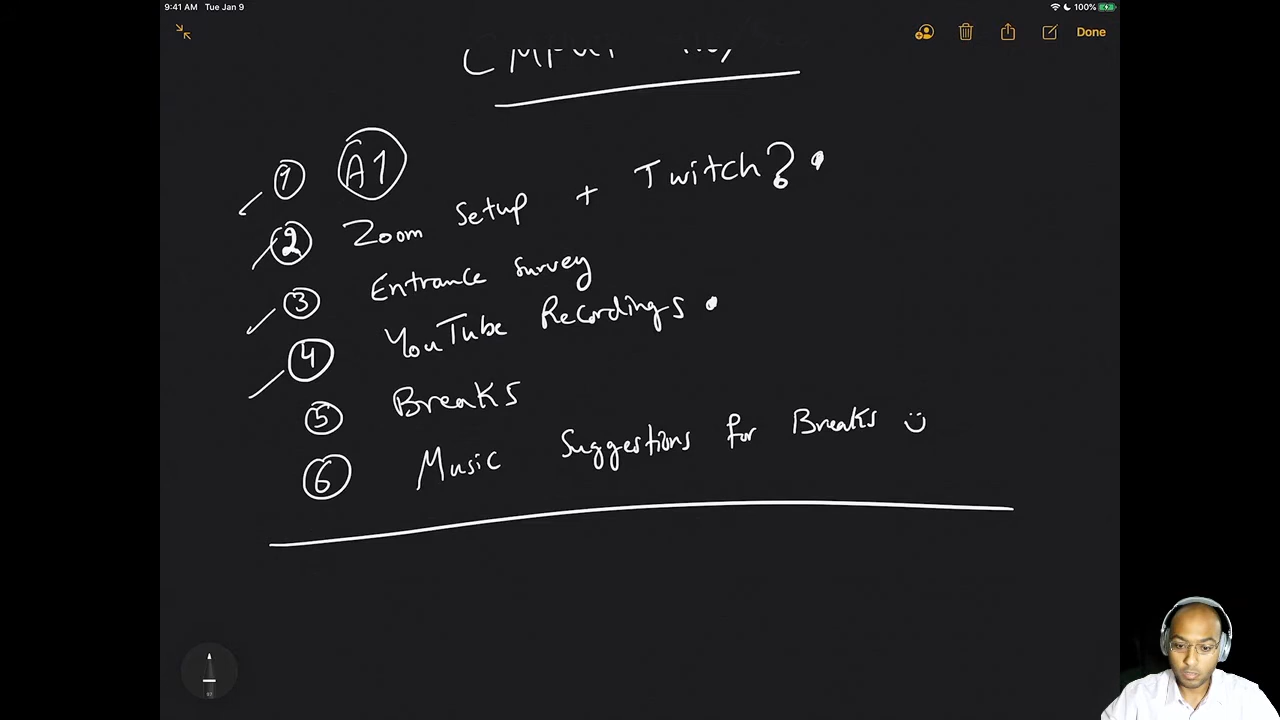 9:41 AM Tue Jan 9
100%
Done
① A1
② Zoom Setup + Twitch?
③ Entrance Survey
④ YouTube Recordings
⑤ Breaks
⑥ Music Suggestions for Breaks